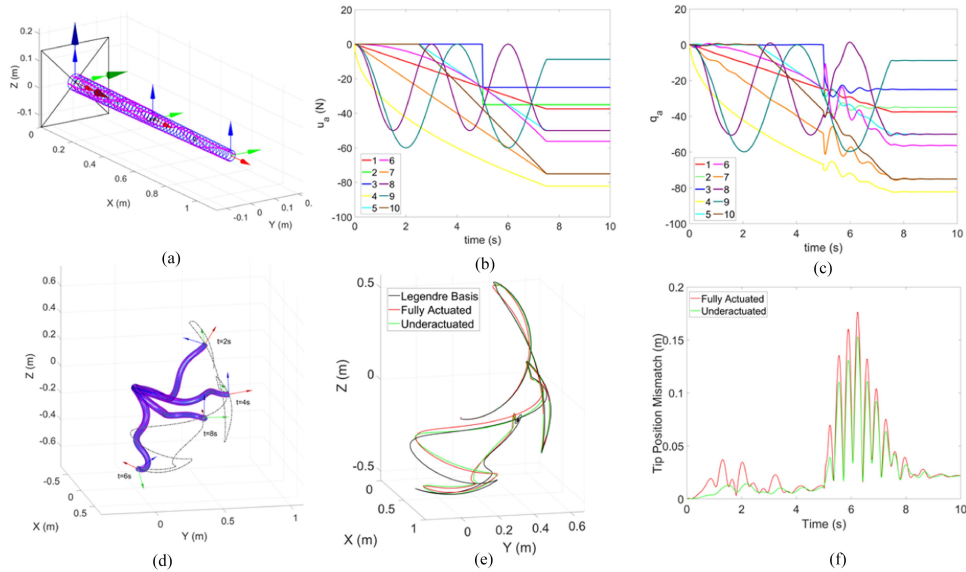 0.2
0.1
0
-0.1
0
0.2
0.4
0.6
0.8
1
-0.1
0
0.1
0.
Z (m)
X (m)
Y (m)
(a)
0
-20
-40
-60
-80
-100
u_a (N)
1 6
2 7
3 8
4 9
5 10
0 2 4 6 8 10
time (s)
(b)
0
-20
-40
-60
-80
-100
q_a
1 6
2 7
3 8
4 9
5 10
0 2 4 6 8 10
time (s)
(c)
0.6
0.4
0.2
0
-0.2
-0.4
-0.6
Z (m)
t=2s
t=4s
t=8s
t=6s
-0.5
0
0.5
X (m)
0
0.5
1
Y (m)
(d)
0.5
0
-0.5
Z (m)
Legendre Basis
Fully Actuated
Underactuated
0
0.5
1
X (m)
0 0.2 0.4 0.6
Y (m)
(e)
0.2
0.15
0.1
0.05
0
Tip Position Mismatch (m)
Fully Actuated
Underactuated
0 2 4 6 8 10
Time (s)
(f)